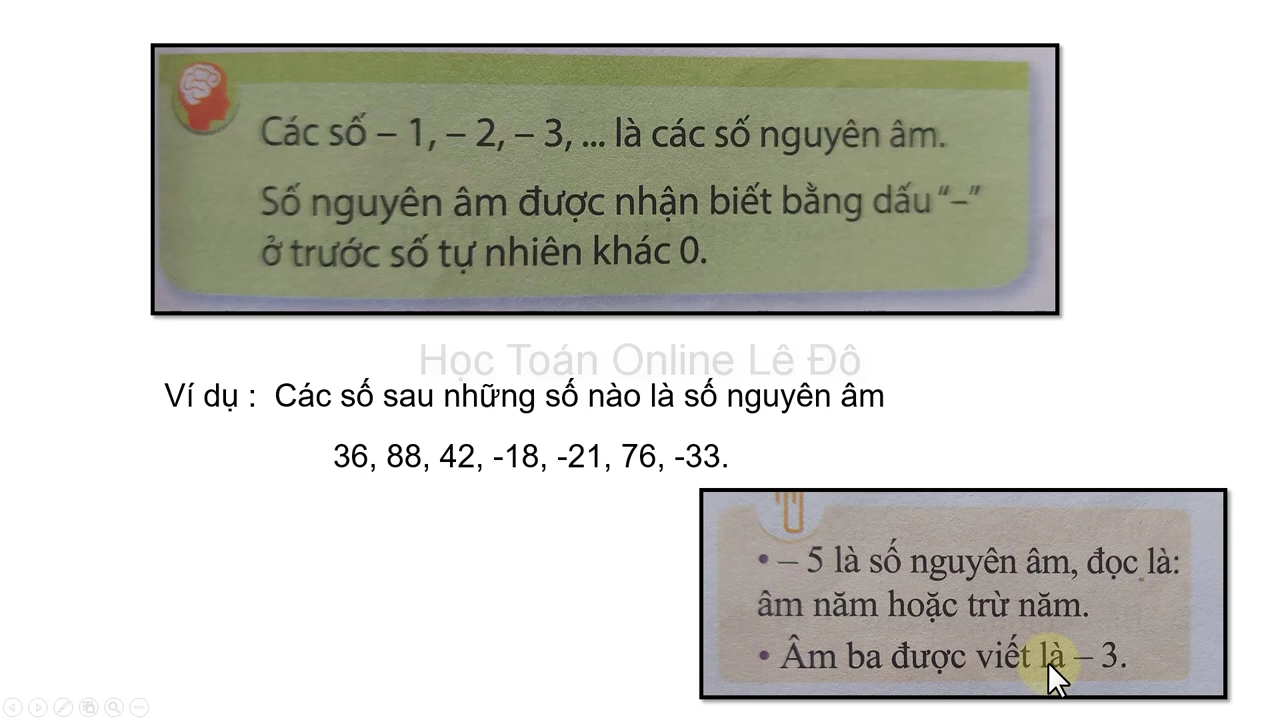 Các số – 1, – 2, – 3, ... là các số nguyên âm.
Số nguyên âm được nhận biết bằng dấu “–”
ở trước số tự nhiên khác 0.
Học Toán Online Lê Đô
Ví dụ : Các số sau những số nào là số nguyên âm
36, 88, 42, -18, -21, 76, -33.
• – 5 là số nguyên âm, đọc là:
âm năm hoặc trừ năm.
• Âm ba được viết là – 3.